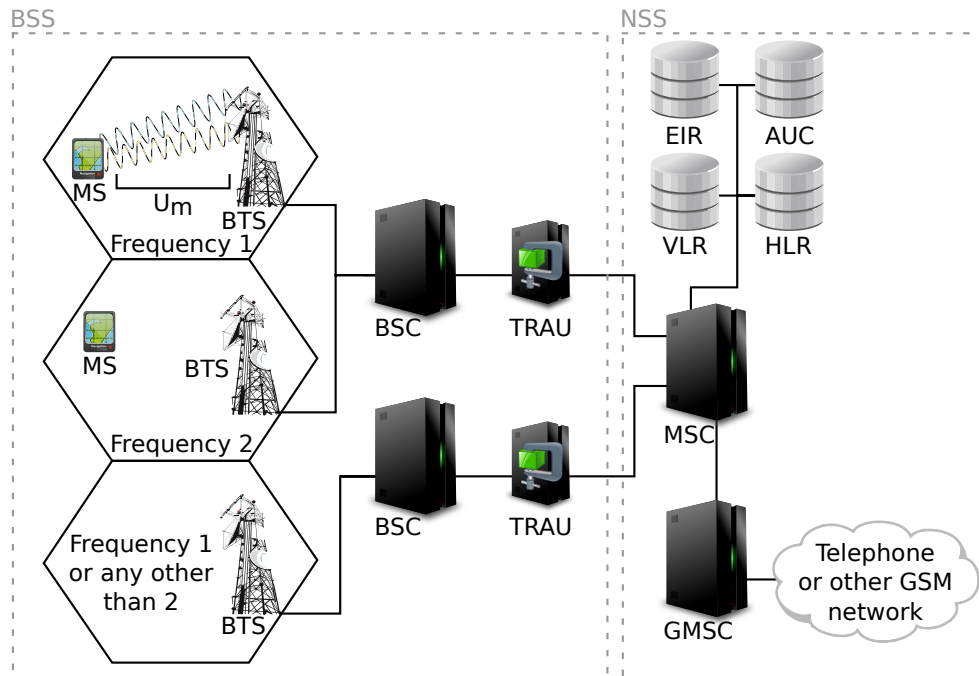 BSS
NSS
EIR
AUC
MS
Um
BTS
VLR
HLR
Frequency 1
BSC
TRAU
MS
BTS
MSC
Frequency 2
BSC
TRAU
Frequency 1
or any other
than 2
BTS
GMSC
Telephone
or other GSM
network